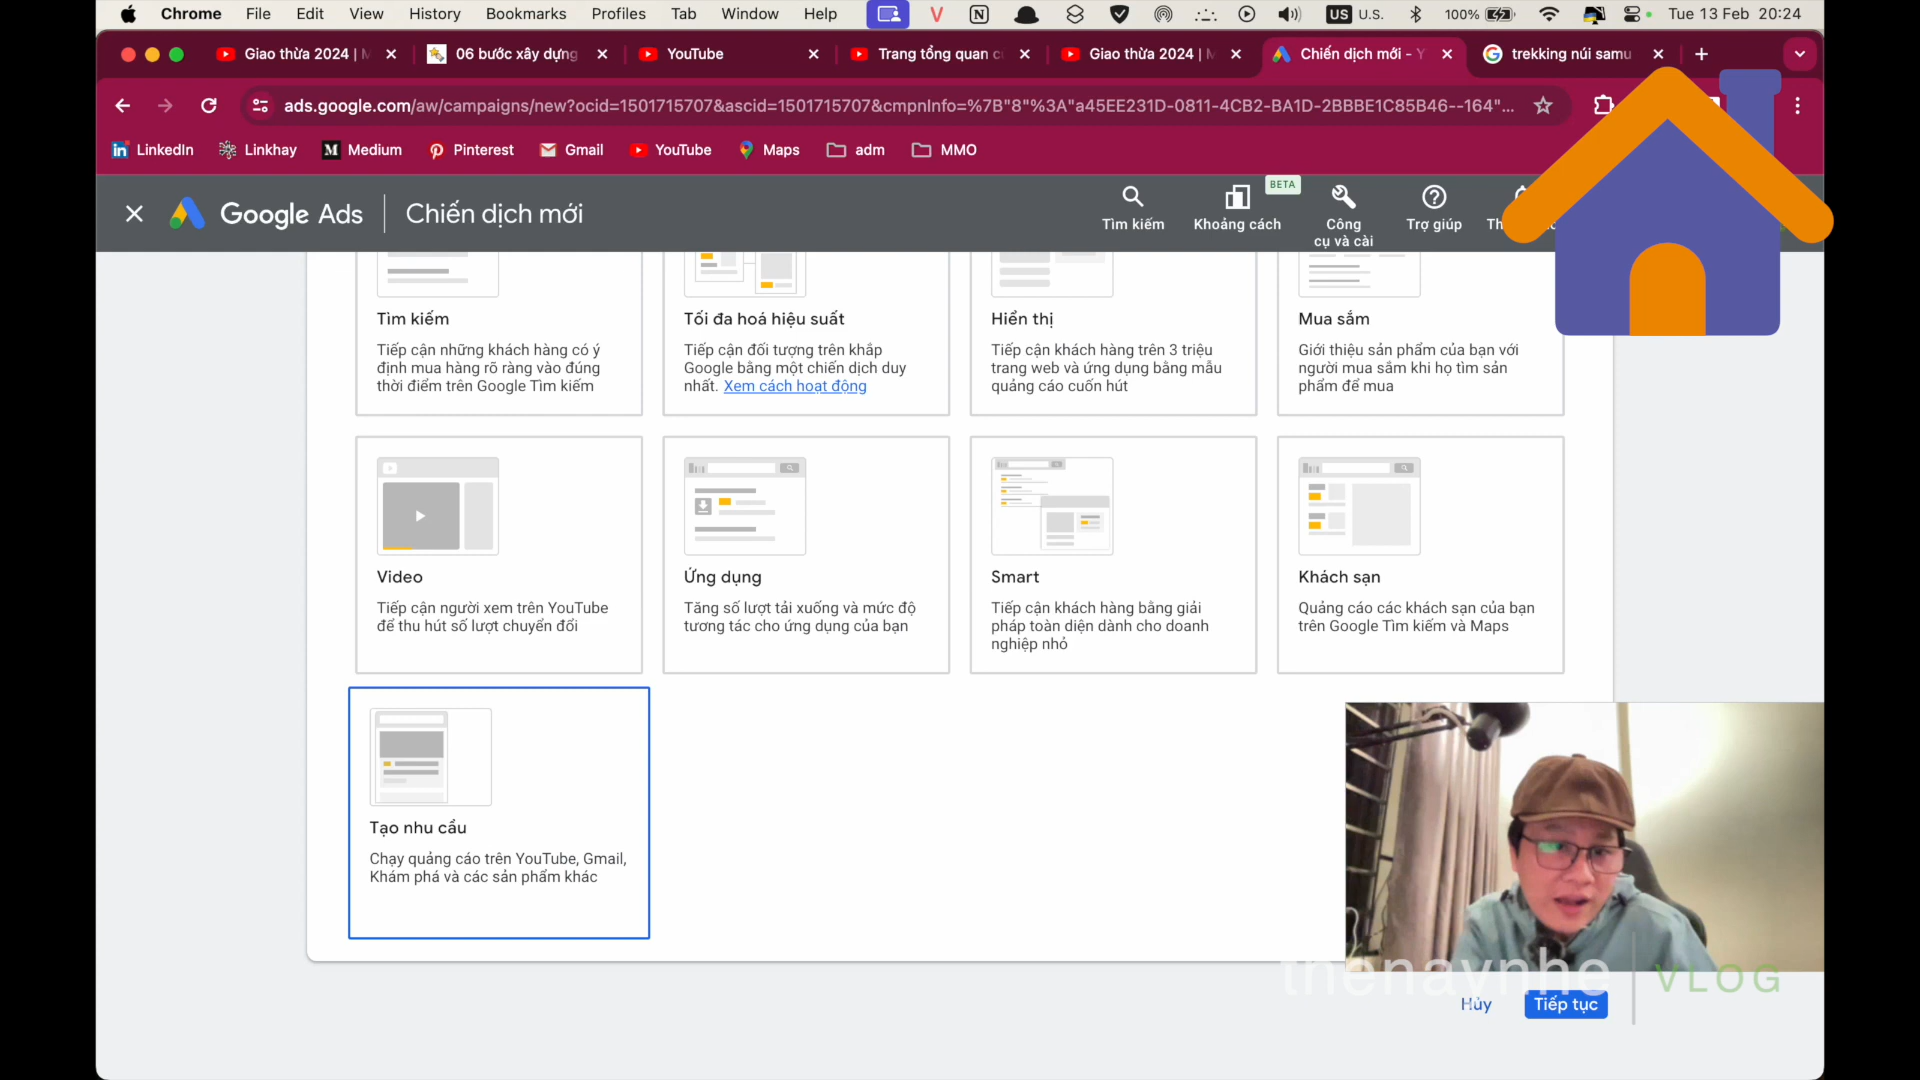 Chrome File Edit View History Bookmarks Profiles Tab Window Help US U.S. 100% Tue 13 Feb 20:24
Giao thừa 2024 | 06 bước xây dựng YouTube Trang tổng quan Giao thừa 2024 | Chiến dịch mới - Y trekking núi samu
ads.google.com/aw/campaigns/new?ocid=1501715707&ascid=1501715707&cmpnInfo=%7B"8"%3A"a45EE231D-0811-4CB2-BA1D-2BBBE1C85B46--164"...
LinkedIn Linkhay Medium Pinterest Gmail YouTube Maps adm MMO
Google Ads Chiến dịch mới
BETA
Tìm kiếm Khoảng cách Công cụ và cài Trợ giúp
Tìm kiếm
Tiếp cận những khách hàng có ý
định mua hàng rõ ràng vào đúng
thời điểm trên Google Tìm kiếm
Tối đa hoá hiệu suất
Tiếp cận đối tượng trên khắp
Google bằng một chiến dịch duy
nhất. Xem cách hoạt động
Hiển thị
Tiếp cận khách hàng trên 3 triệu
trang web và ứng dụng bằng mẫu
quảng cáo cuốn hút
Mua sắm
Giới thiệu sản phẩm của bạn với
người mua sắm khi họ tìm sản
phẩm để mua
Video
Tiếp cận người xem trên YouTube
để thu hút số lượt chuyển đổi
Ứng dụng
Tăng số lượt tải xuống và mức độ
tương tác cho ứng dụng của bạn
Smart
Tiếp cận khách hàng bằng giải
pháp toàn diện dành cho doanh
nghiệp nhỏ
Khách sạn
Quảng cáo các khách sạn của bạn
trên Google Tìm kiếm và Maps
Tạo nhu cầu
Chạy quảng cáo trên YouTube, Gmail,
Khám phá và các sản phẩm khác
thenaynhe VLOG
Hủy Tiếp tục